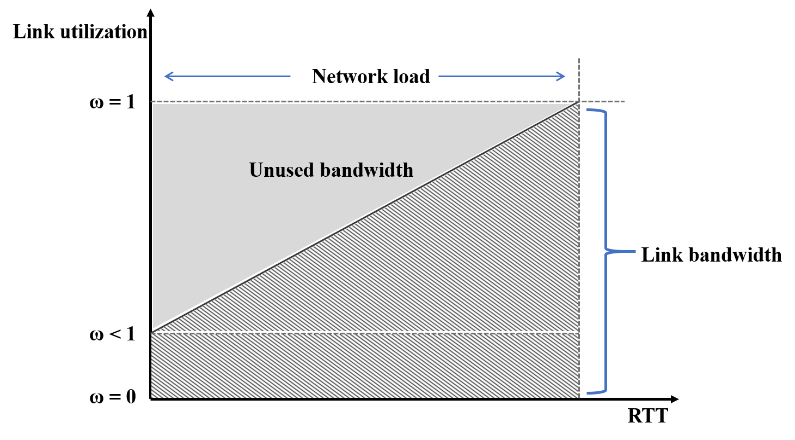 Link utilization
Network load
ω = 1
Unused bandwidth
Link bandwidth
ω < 1
ω = 0
RTT